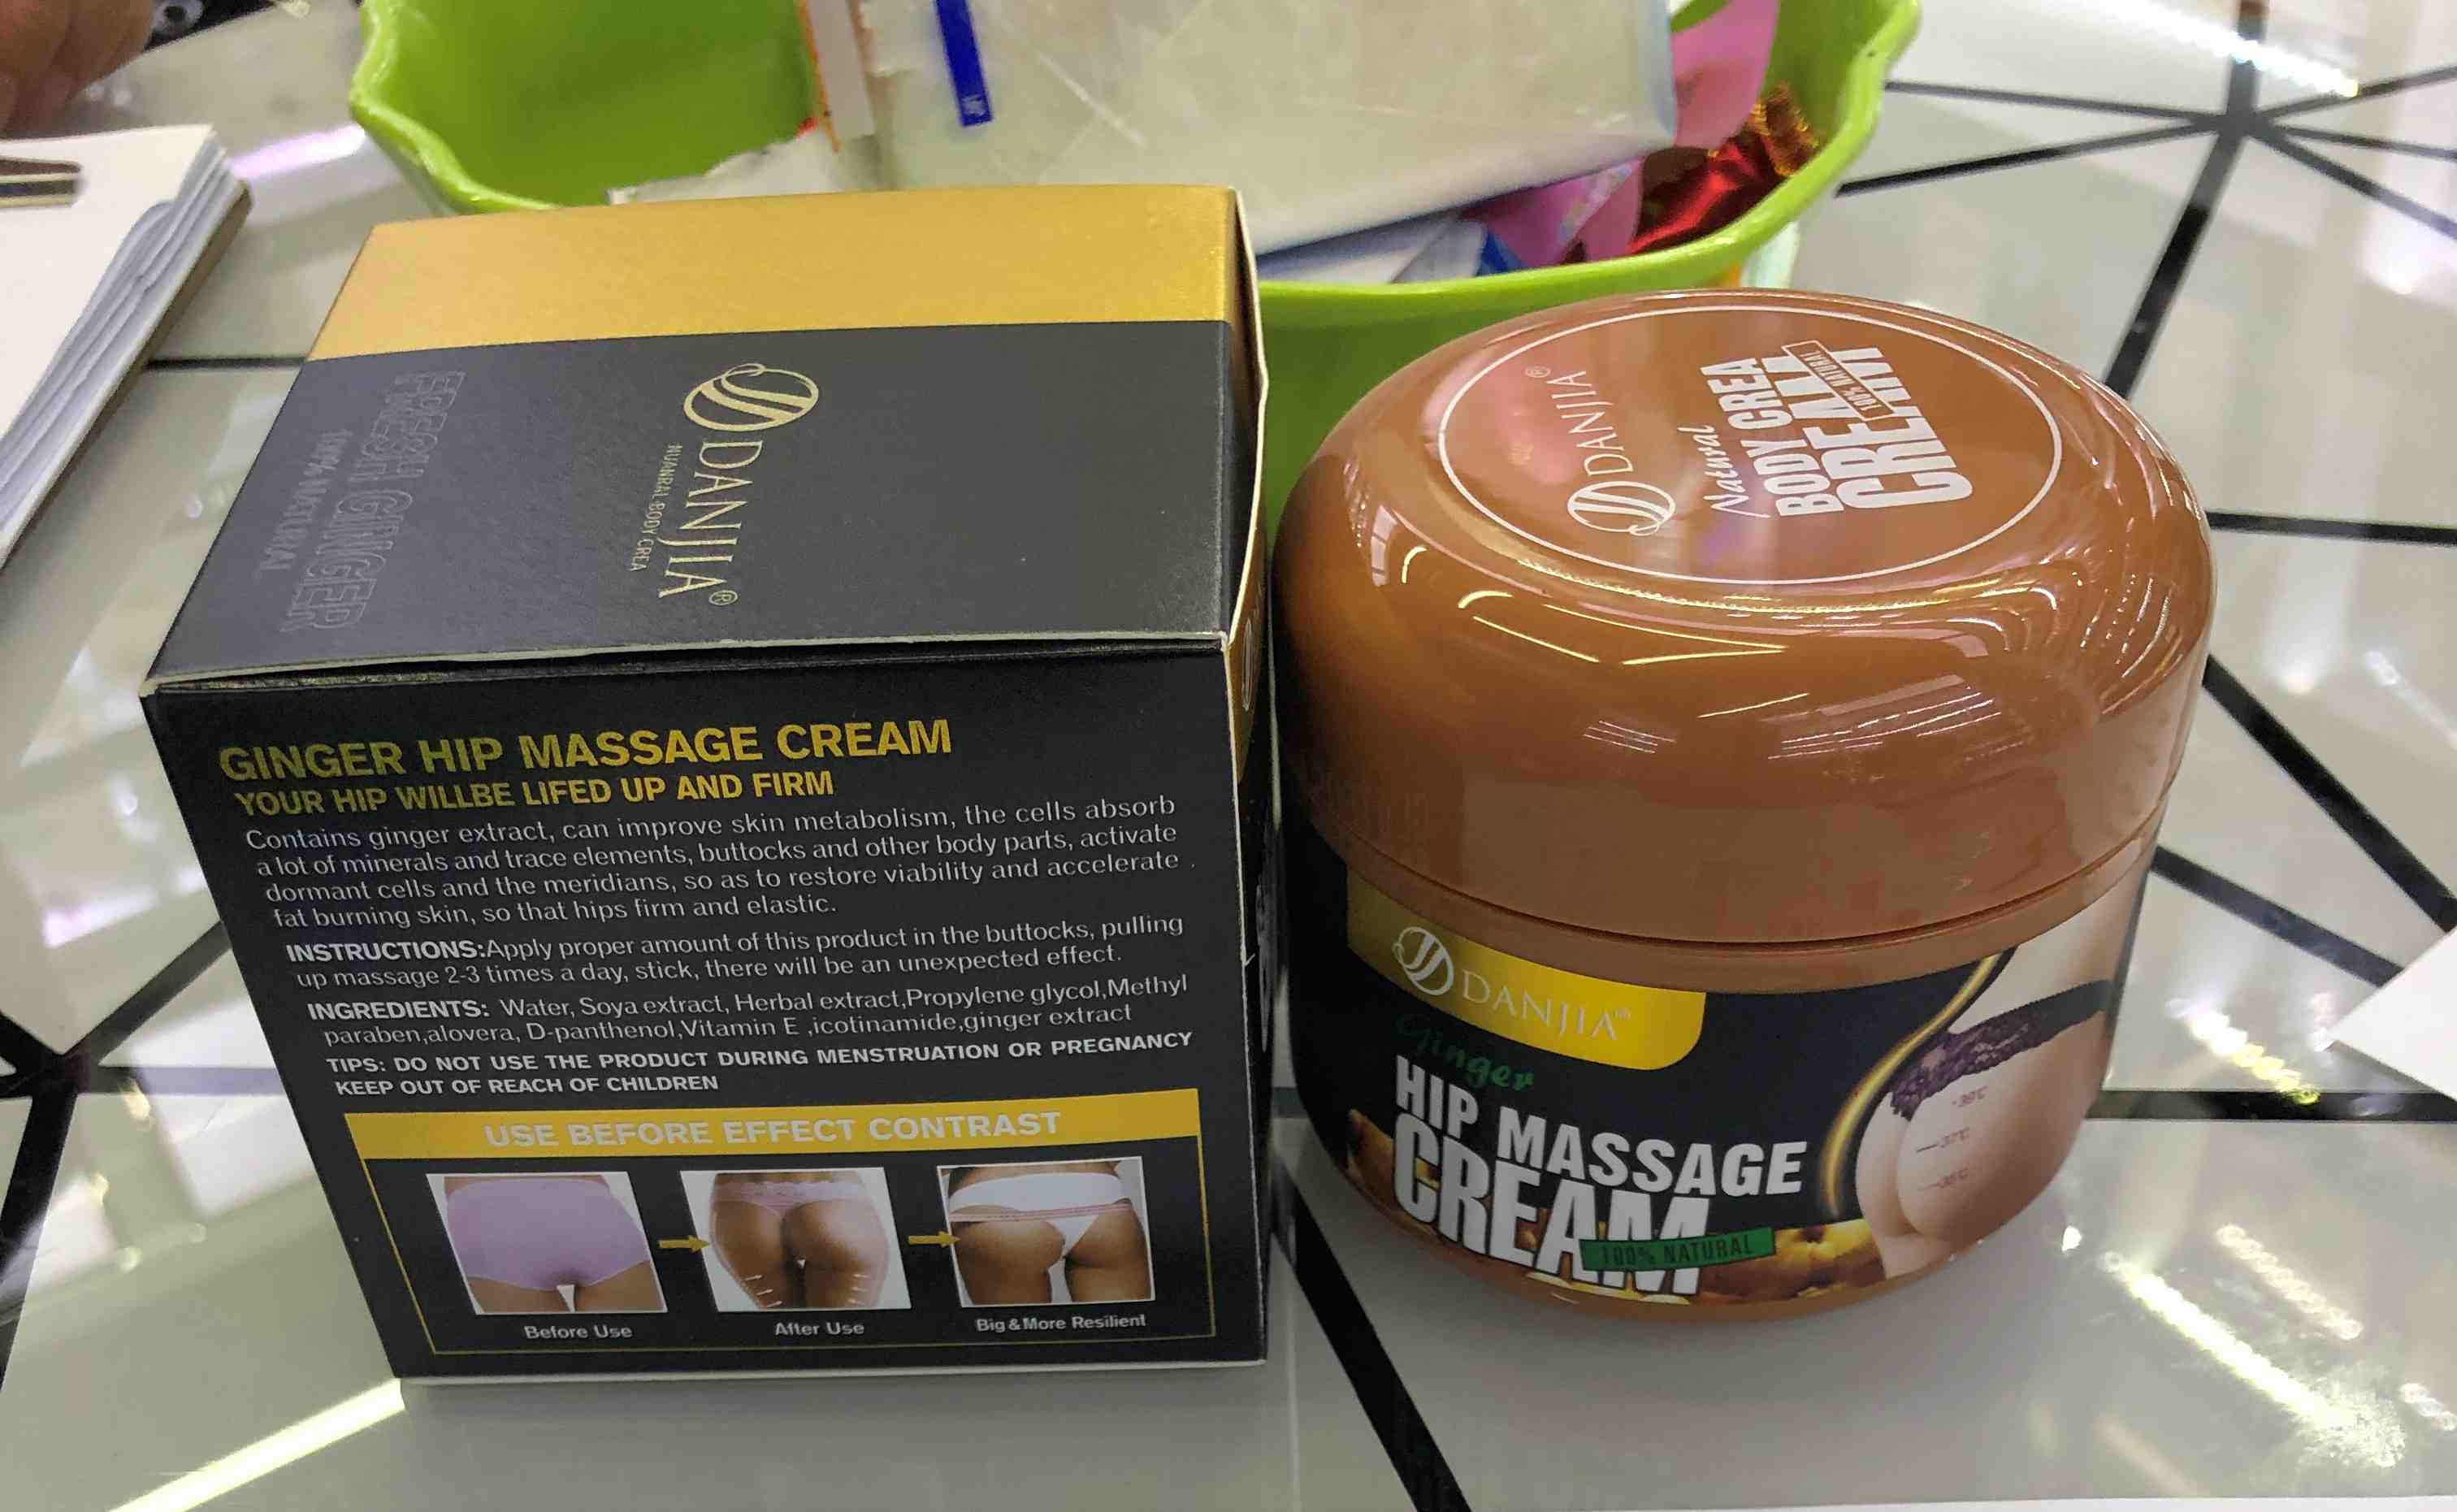 DANJIA®
NUANRAL BODY CREA
FRESH GINGER
100% NATURAL
GINGER HIP MASSAGE CREAM
YOUR HIP WILLBE LIFED UP AND FIRM
Contains ginger extract, can improve skin metabolism, the cells absorb
a lot of minerals and trace elements, buttocks and other body parts, activate
dormant cells and the meridians, so as to restore viability and accelerate
fat burning skin, so that hips firm and elastic.
INSTRUCTIONS:Apply proper amount of this product in the buttocks, pulling
up massage 2-3 times a day, stick, there will be an unexpected effect.
INGREDIENTS: Water, Soya extract, Herbal extract,Propylene glycol,Methyl
paraben,alovera, D-panthenol,Vitamin E ,icotinamide,ginger extract
TIPS: DO NOT USE THE PRODUCT DURING MENSTRUATION OR PREGNANCY
KEEP OUT OF REACH OF CHILDREN
USE BEFORE EFFECT CONTRAST
Before Use
After Use
Big & More Resilient
DANJIA®
Natural
BODY CREA
CREAM
100% NATURAL
DANJIA®
Ginger
HIP MASSAGE
CREAM
100% NATURAL